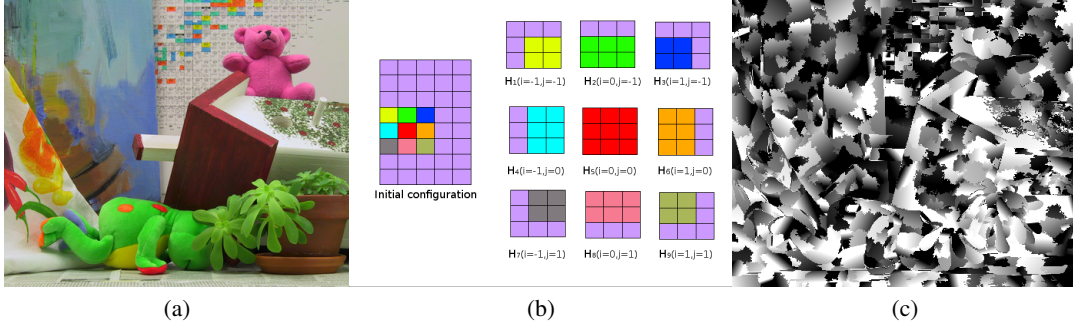 H₁(i=-1,j=-1) H₂(i=0,j=-1) H₃(i=1,j=-1)
H₄(i=-1,j=0) H₅(i=0,j=0) H₆(i=1,j=0)
Initial configuration
H₇(i=-1,j=1) H₈(i=0,j=1) H₉(i=1,j=1)
(a) (b) (c)